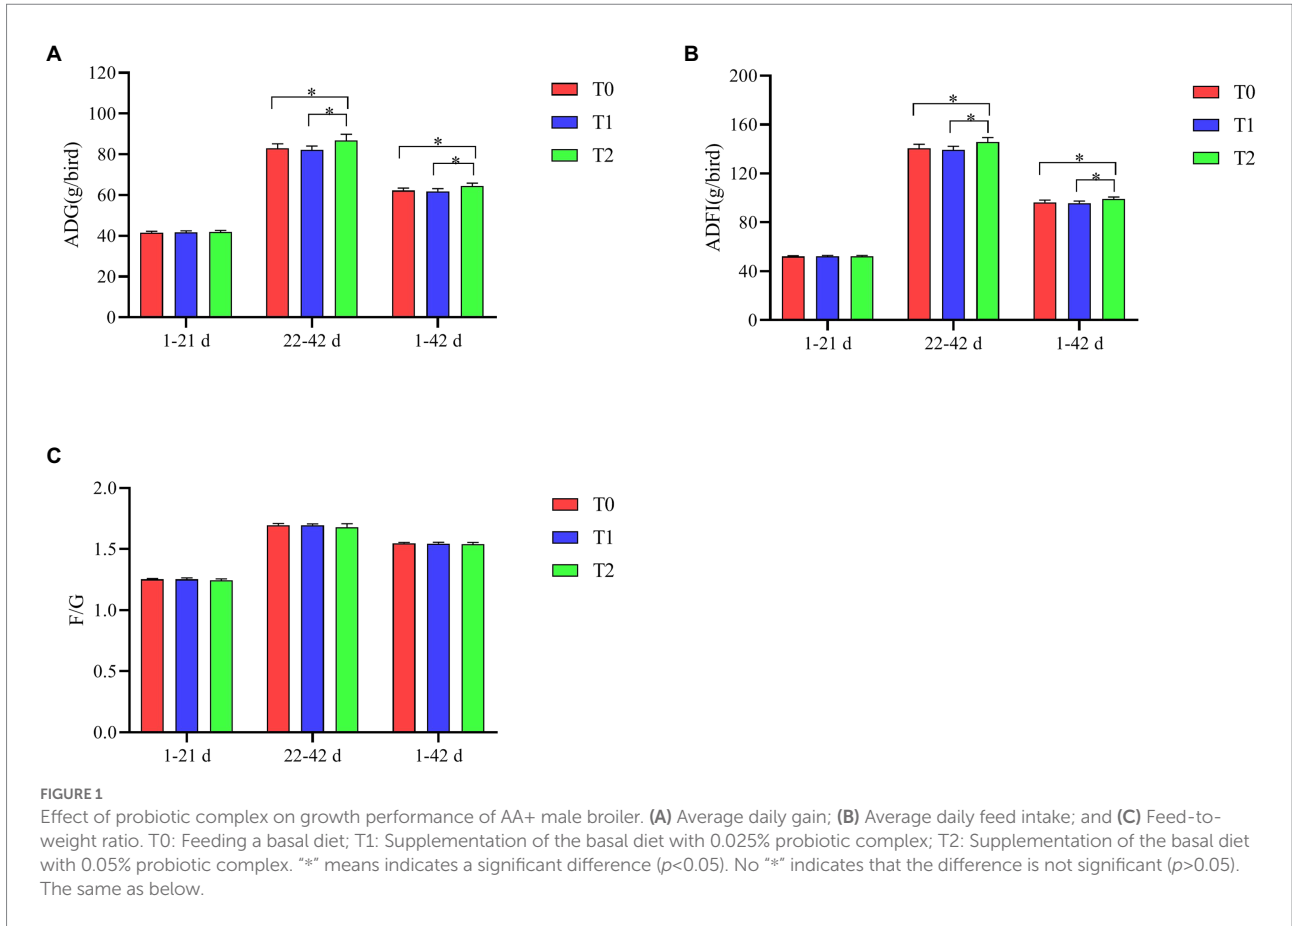 A
120
100
80
60
40
20
0
ADG(g/bird)
* * * *
1-21 d 22-42 d 1-42 d
T0
T1
T2
B
200
160
120
80
40
0
ADFI(g/bird)
* * * *
1-21 d 22-42 d 1-42 d
T0
T1
T2
C
2.0
1.5
1.0
0.5
0.0
F/G
1-21 d 22-42 d 1-42 d
T0
T1
T2
FIGURE 1
Effect of probiotic complex on growth performance of AA+ male broiler. (A) Average daily gain; (B) Average daily feed intake; and (C) Feed-to-
weight ratio. T0: Feeding a basal diet; T1: Supplementation of the basal diet with 0.025% probiotic complex; T2: Supplementation of the basal diet
with 0.05% probiotic complex. “*” means indicates a significant difference (p<0.05). No “*” indicates that the difference is not significant (p>0.05).
The same as below.